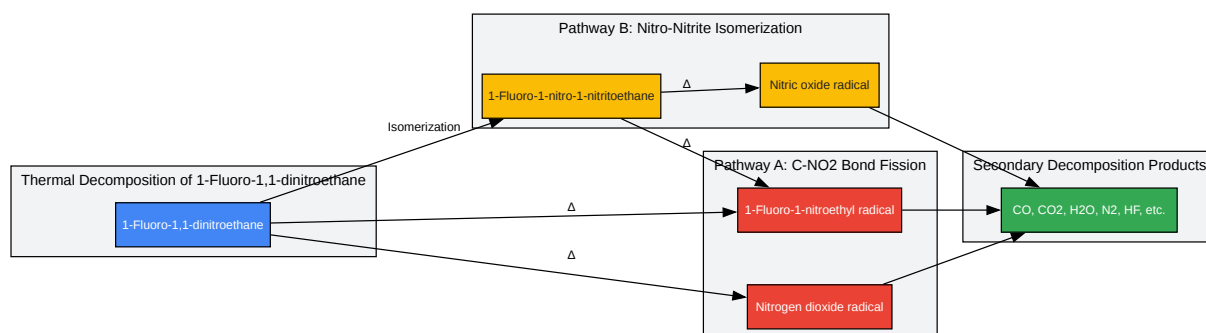 Pathway B: Nitro-Nitrite Isomerization
1-Fluoro-1-nitro-1-nitritoethane
Δ
Nitric oxide radical
Isomerization
Δ
Thermal Decomposition of 1-Fluoro-1,1-dinitroethane
1-Fluoro-1,1-dinitroethane
Pathway A: C-NO2 Bond Fission
Δ
1-Fluoro-1-nitroethyl radical
Δ
Nitrogen dioxide radical
Secondary Decomposition Products
CO, CO2, H2O, N2, HF, etc.